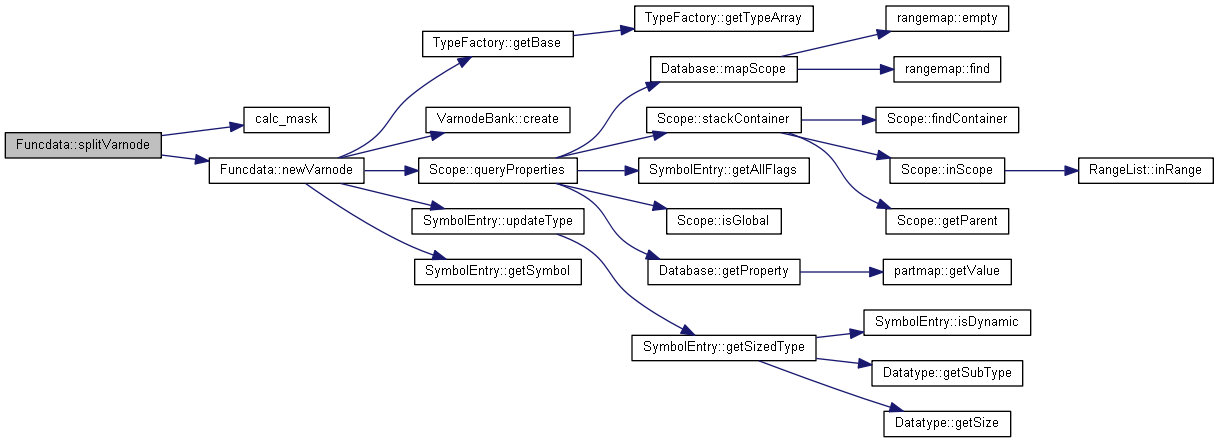 Funcdata::splitVarnode
calc_mask
Funcdata::newVarnode
TypeFactory::getBase
VarnodeBank::create
Scope::queryProperties
SymbolEntry::updateType
SymbolEntry::getSymbol
TypeFactory::getTypeArray
Database::mapScope
Scope::stackContainer
SymbolEntry::getAllFlags
Scope::isGlobal
Database::getProperty
SymbolEntry::getSizedType
rangemap::empty
rangemap::find
Scope::findContainer
Scope::inScope
Scope::getParent
partmap::getValue
SymbolEntry::isDynamic
Datatype::getSubType
Datatype::getSize
RangeList::inRange